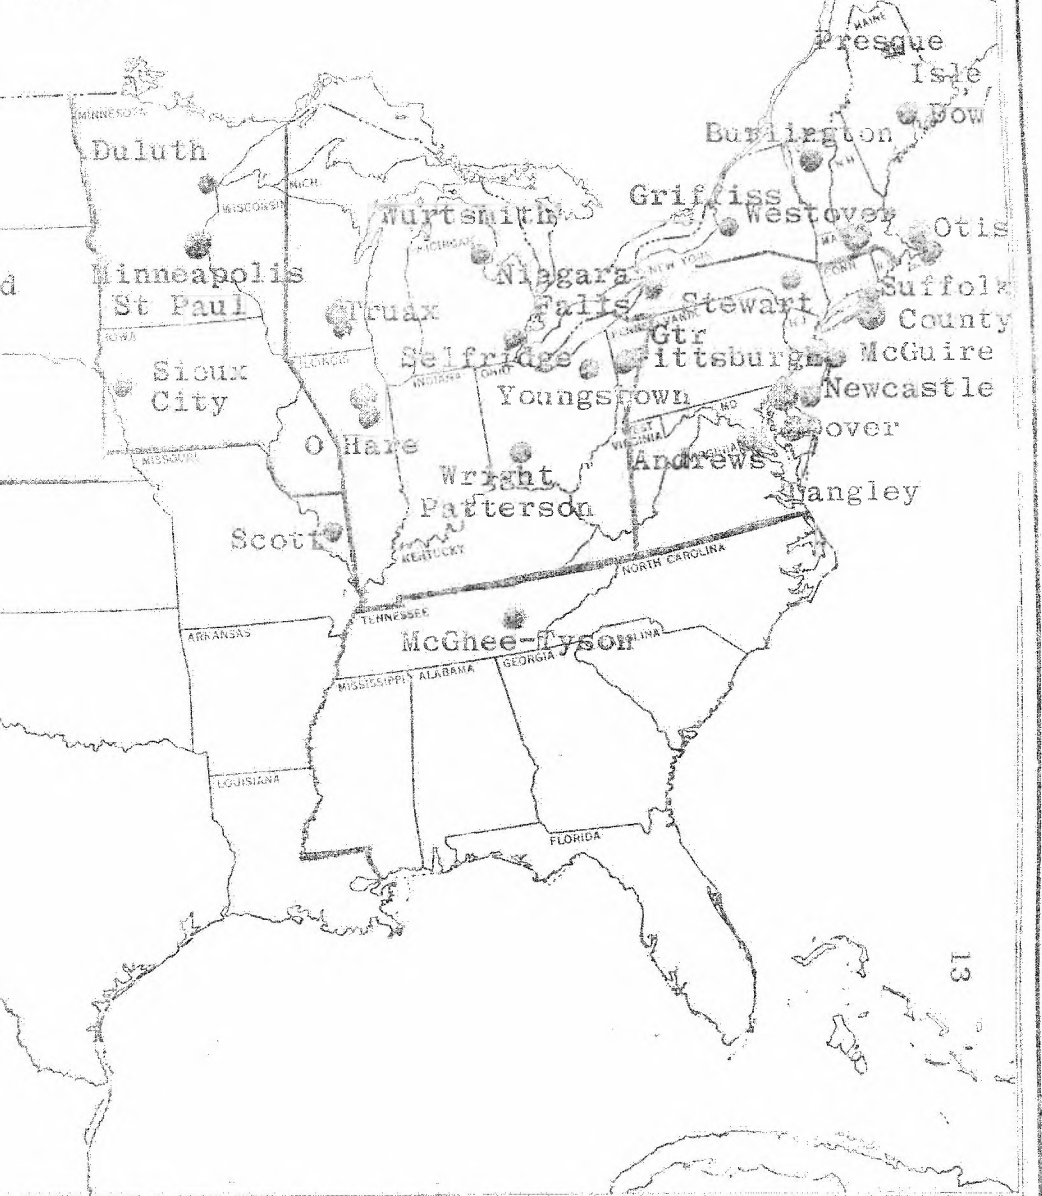 MAINE
Presque
Isle
MINNESOTA
Dow
Burlington
Duluth
N H
NICH
Griffiss
WISCONSIN
Wurtsmith
Westover
MA
Otis
MICHIGAN
Minneapolis
St Paul
Niagara
Falls
NEW YORK
CONN
d
Stewart
Suffolk
County
Truax
N J
IOWA
Gtr
Pittsburgh
McGuire
ILLINOIS
Selfridge
INDIANA
OHIO
Sioux
City
Youngstown
Newcastle
MD
O Hare
WEST
VIRGINIA
Dover
MISSOURI
Andrews
Wright
Patterson
Langley
Scott
KENTUCKY
NORTH CAROLINA
TENNESSEE
McGhee-Tyson
ARKANSAS
GEORGIA
MISSISSIPPI
ALABAMA
LOUISIANA
FLORIDA
13